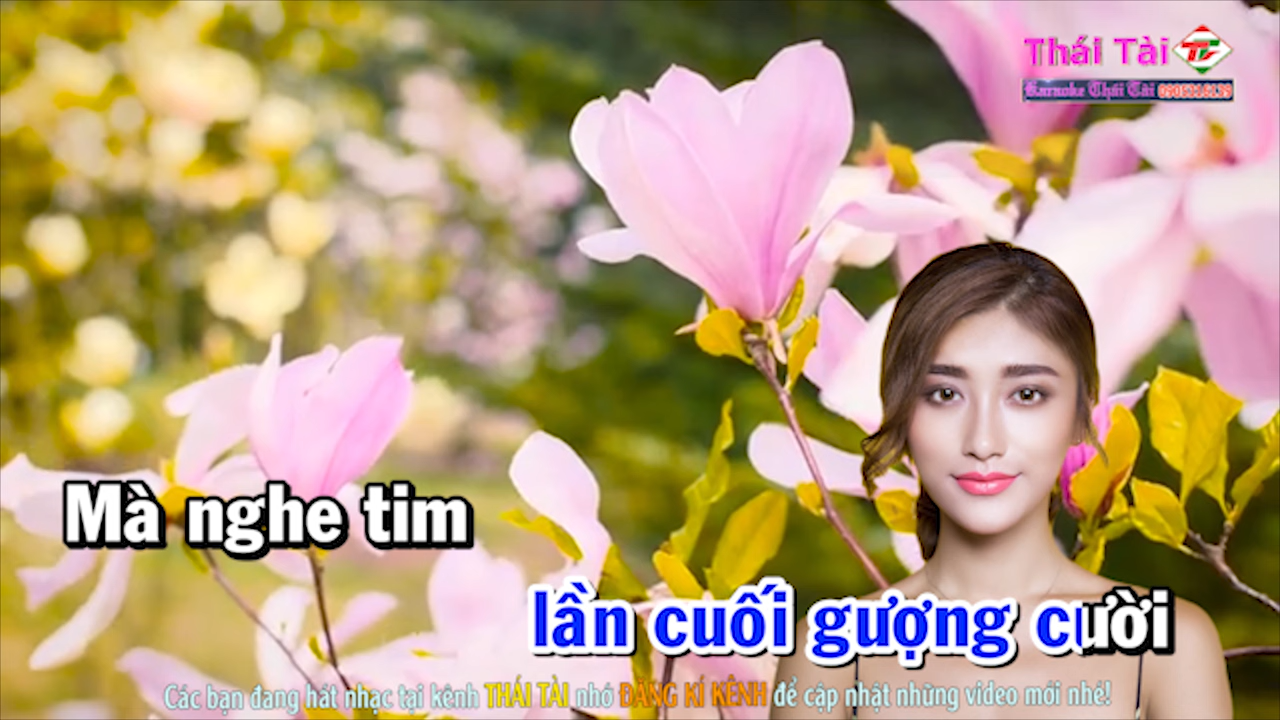 Thái Tài
Karaoke Thái Tài
Mà nghe tim
lần cuối gượng cười
Các bạn đang hát nhạc tại kênh THÁI TÀI nhớ ĐĂNG KÍ KÊNH để cập nhật những video mới nhé!